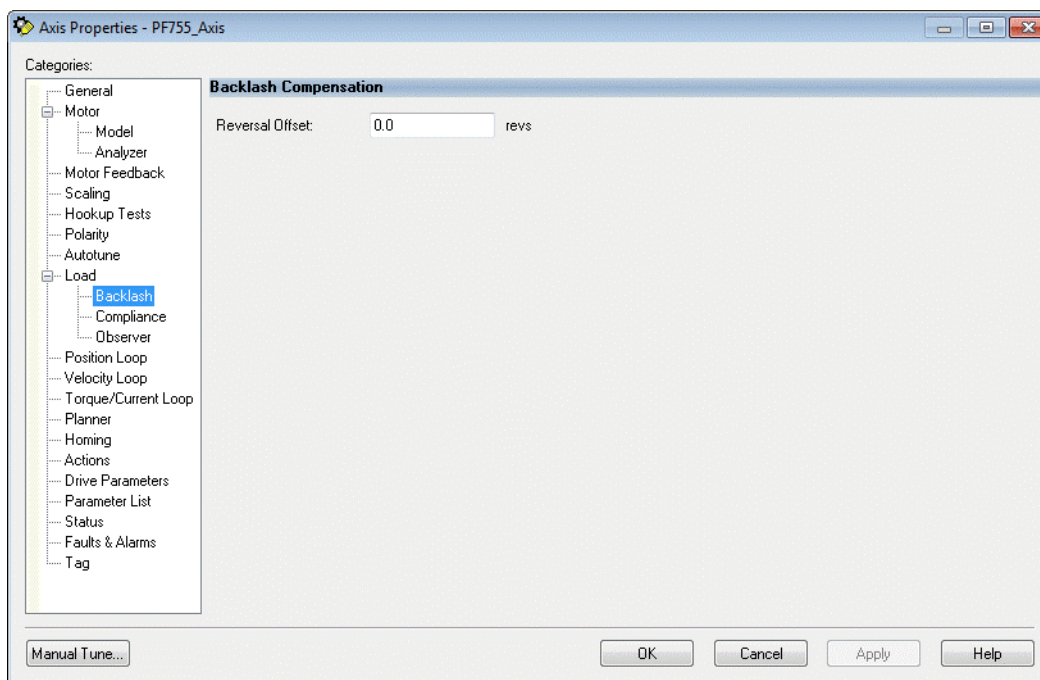 Axis Properties - PF755_Axis
Categories:
General
Motor
Model
Analyzer
Motor Feedback
Scaling
Hookup Tests
Polarity
Autotune
Load
Backlash
Compliance
Observer
Position Loop
Velocity Loop
Torque/Current Loop
Planner
Homing
Actions
Drive Parameters
Parameter List
Status
Faults & Alarms
Tag
Backlash Compensation
Reversal Offset: 0.0 revs
Manual Tune... OK Cancel Apply Help